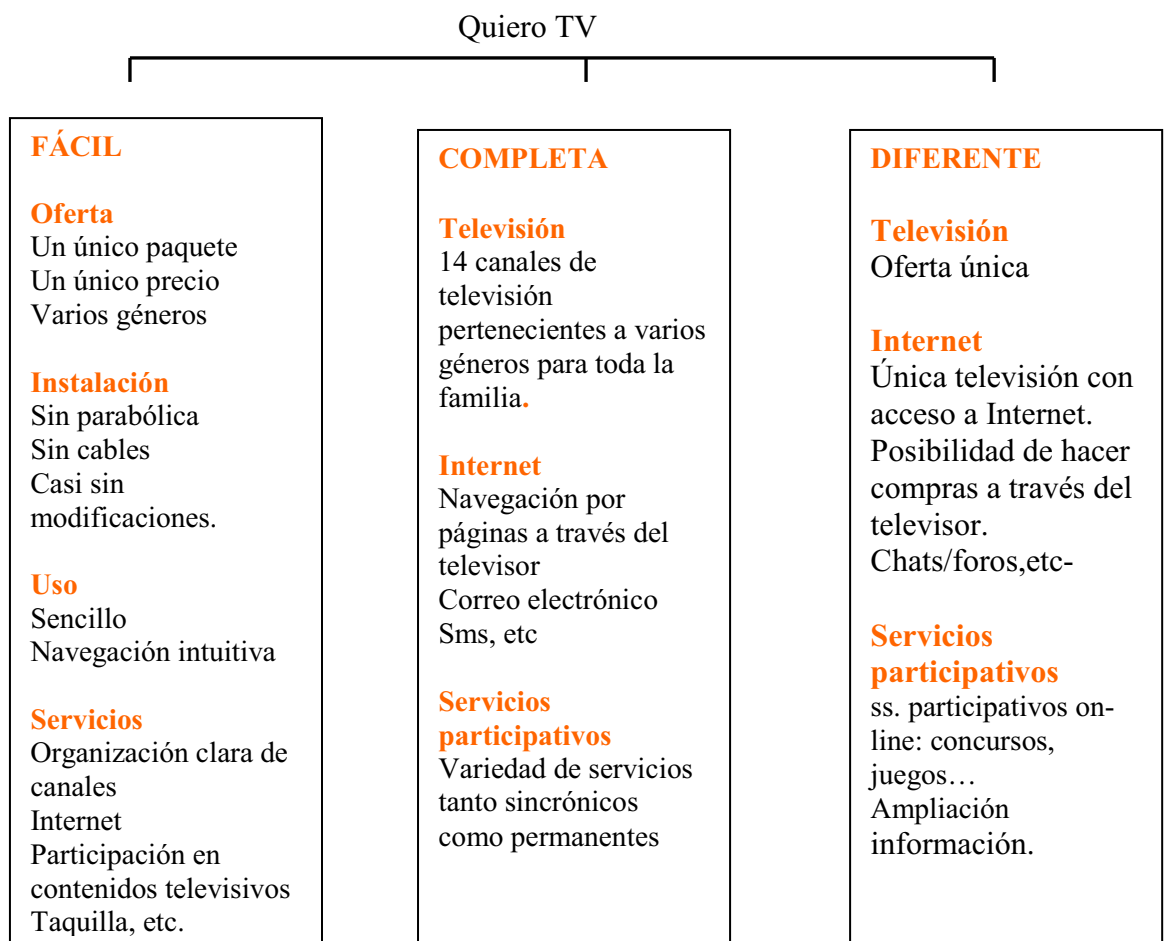 Quiero TV
FÁCIL
Oferta
Un único paquete
Un único precio
Varios géneros
Instalación
Sin parabólica
Sin cables
Casi sin
modificaciones.
Uso
Sencillo
Navegación intuitiva
Servicios
Organización clara de
canales
Internet
Participación en
contenidos televisivos
Taquilla, etc.
COMPLETA
Televisión
14 canales de
televisión
pertenecientes a varios
géneros para toda la
familia.
Internet
Navegación por
páginas a través del
televisor
Correo electrónico
Sms, etc
Servicios
participativos
Variedad de servicios
tanto sincrónicos
como permanentes
DIFERENTE
Televisión
Oferta única
Internet
Única televisión con
acceso a Internet.
Posibilidad de hacer
compras a través del
televisor.
Chats/foros,etc-
Servicios
participativos
ss. participativos on-
line: concursos,
juegos…
Ampliación
información.